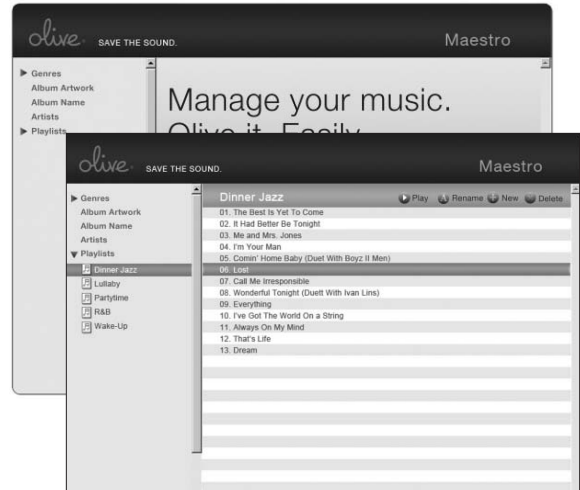 olive. SAVE THE SOUND. Maestro
Genres
Album Artwork
Album Name
Artists
Playlists
Manage your music.
Olive it. Easily
olive. SAVE THE SOUND. Maestro
Genres
Album Artwork
Album Name
Artists
Playlists
Dinner Jazz
Lullaby
Partytime
R&B
Wake-Up
Dinner Jazz Play Rename New Delete
01. The Best Is Yet To Come
02. It Had Better Be Tonight
03. Me and Mrs. Jones
04. I'm Your Man
05. Comin' Home Baby (Duet With Boyz II Men)
06. Lost
07. Call Me Irresponsible
08. Wonderful Tonight (Duett With Ivan Lins)
09. Everything
10. I've Got The World On a String
11. Always On My Mind
12. That's Life
13. Dream